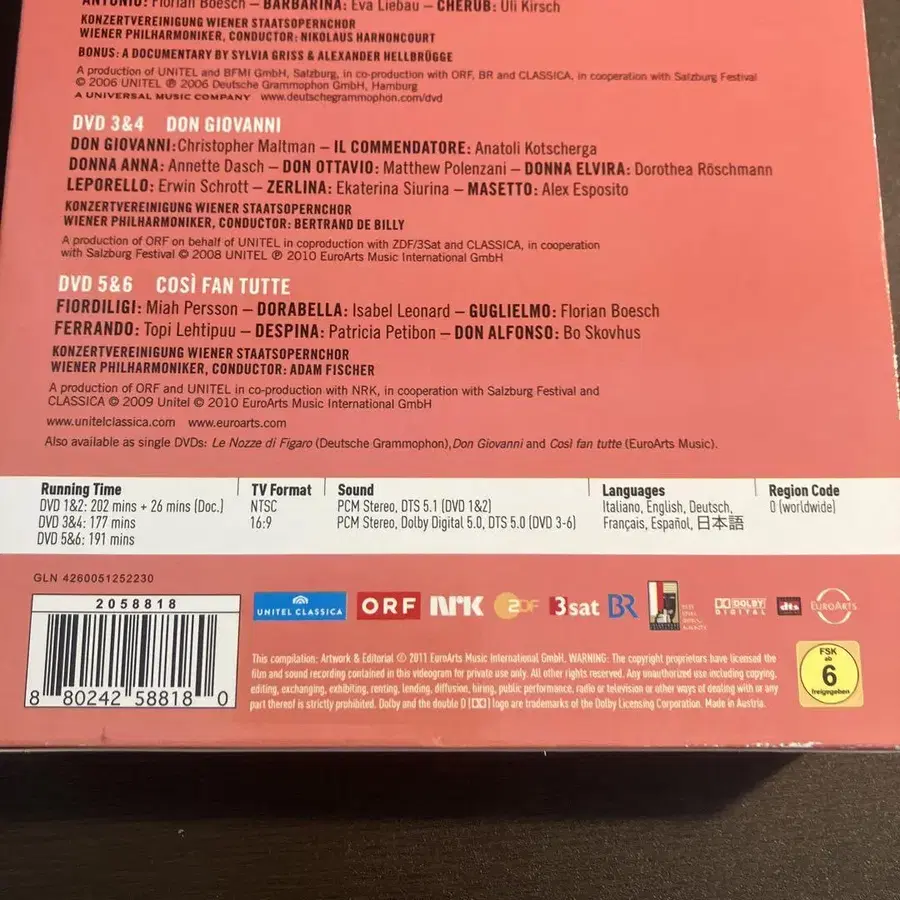 ANTONIO: Florian Boesch – BARBARINA: Eva Liebau – CHERUB: Uli Kirsch
KONZERTVEREINIGUNG WIENER STAATSOPERNCHOR
WIENER PHILHARMONIKER, CONDUCTOR: NIKOLAUS HARNONCOURT
BONUS: A DOCUMENTARY BY SYLVIA GRISS & ALEXANDER HELLBRÜGGE
A production of UNITEL and BFMI GmbH, Salzburg, in co-production with ORF, BR and CLASSICA, in cooperation with Salzburg Festival
© 2006 UNITEL ℗ 2006 Deutsche Grammophon GmbH, Hamburg
A UNIVERSAL MUSIC COMPANY www.deutschegrammophon.com/dvd
DVD 3&4 DON GIOVANNI
DON GIOVANNI:Christopher Maltman – IL COMMENDATORE: Anatoli Kotscherga
DONNA ANNA: Annette Dasch – DON OTTAVIO: Matthew Polenzani – DONNA ELVIRA: Dorothea Röschmann
LEPORELLO: Erwin Schrott – ZERLINA: Ekaterina Siurina – MASETTO: Alex Esposito
KONZERTVEREINIGUNG WIENER STAATSOPERNCHOR
WIENER PHILHARMONIKER, CONDUCTOR: BERTRAND DE BILLY
A production of ORF on behalf of UNITEL in coproduction with ZDF/3Sat and CLASSICA, in cooperation
with Salzburg Festival © 2008 UNITEL ℗ 2010 EuroArts Music International GmbH
DVD 5&6 COSÌ FAN TUTTE
FIORDILIGI: Miah Persson – DORABELLA: Isabel Leonard – GUGLIELMO: Florian Boesch
FERRANDO: Topi Lehtipuu – DESPINA: Patricia Petibon – DON ALFONSO: Bo Skovhus
KONZERTVEREINIGUNG WIENER STAATSOPERNCHOR
WIENER PHILHARMONIKER, CONDUCTOR: ADAM FISCHER
A production of ORF and UNITEL in co-production with NRK, in cooperation with Salzburg Festival and
CLASSICA © 2009 Unitel © 2010 EuroArts Music International GmbH
www.unitelclassica.com www.euroarts.com
Also available as single DVDs: Le Nozze di Figaro (Deutsche Grammophon),Don Giovanni and Così fan tutte (EuroArts Music).
Running Time
DVD 1&2: 202 mins + 26 mins (Doc.)
DVD 3&4: 177 mins
DVD 5&6: 191 mins
TV Format
NTSC
16:9
Sound
PCM Stereo, DTS 5.1 (DVD 1&2)
PCM Stereo, Dolby Digital 5.0, DTS 5.0 (DVD 3-6)
Languages
Italiano, English, Deutsch,
Français, Español, 日本語
Region Code
0 (worldwide)
GLN 4260051252230
2058818
8 80242 58818 0
UNITEL CLASSICA
ORF
NRK
2DF
3sat
BR
DOLBY
DIGITAL
dts
EUROARTS
This compilation: Artwork & Editorial ℗ 2011 EuroArts Music International GmbH. WARNING: The copyright proprietors have licensed the
film and sound recording contained in this videogram for private use only. All other rights reserved. Any unauthorized use including copying,
editing, exchanging, exhibiting, renting, lending, diffusion, hiring, public performance, radio or television or other ways of dealing with or any
part thereof is strictly prohibited. Dolby and the double D logo are trademarks of the Dolby Licensing Corporation. Made in Austria.
FSK
ab
6
freigegeben